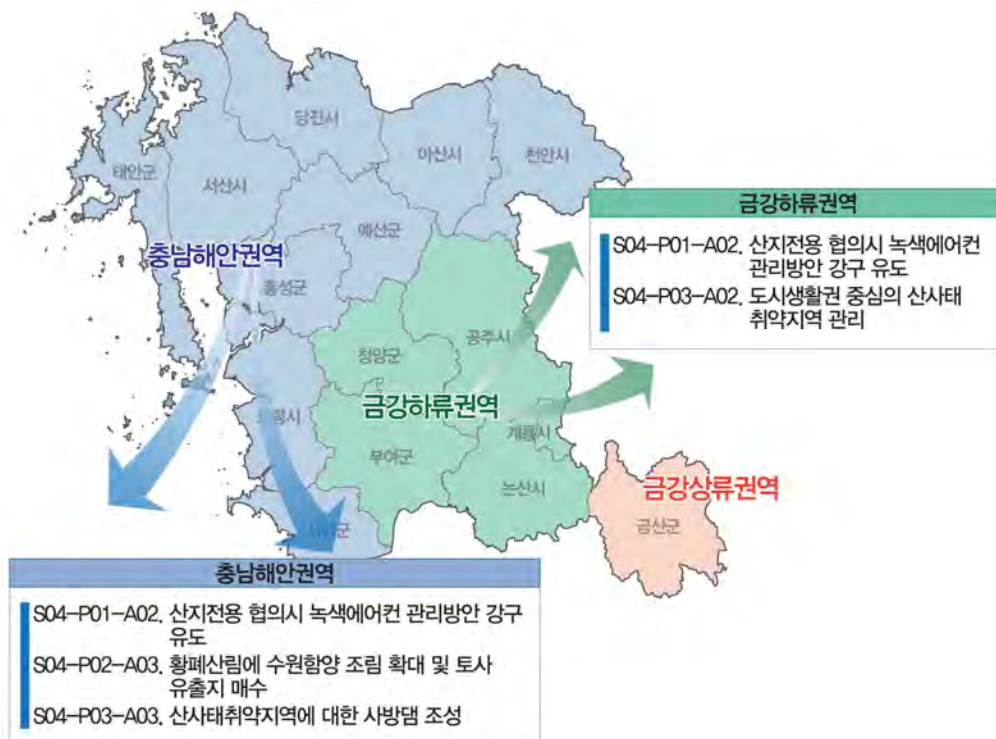 당진시
아산시
천안시
태안군
서산시
예산군
충남해안권역
홍성군
금강하류권역
S04-P01-A02. 산지전용 협의시 녹색에어컨
관리방안 강구 유도
S04-P03-A02. 도시생활권 중심의 산사태
취약지역 관리
공주시
청양군
금강하류권역
계룡시
부여군
논산시
금강상류권역
금산군
충남해안권역
S04-P01-A02. 산지전용 협의시 녹색에어컨 관리방안 강구
유도
S04-P02-A03. 황폐산림에 수원함양 조림 확대 및 토사
유출지 매수
S04-P03-A03. 산사태취약지역에 대한 사방댐 조성